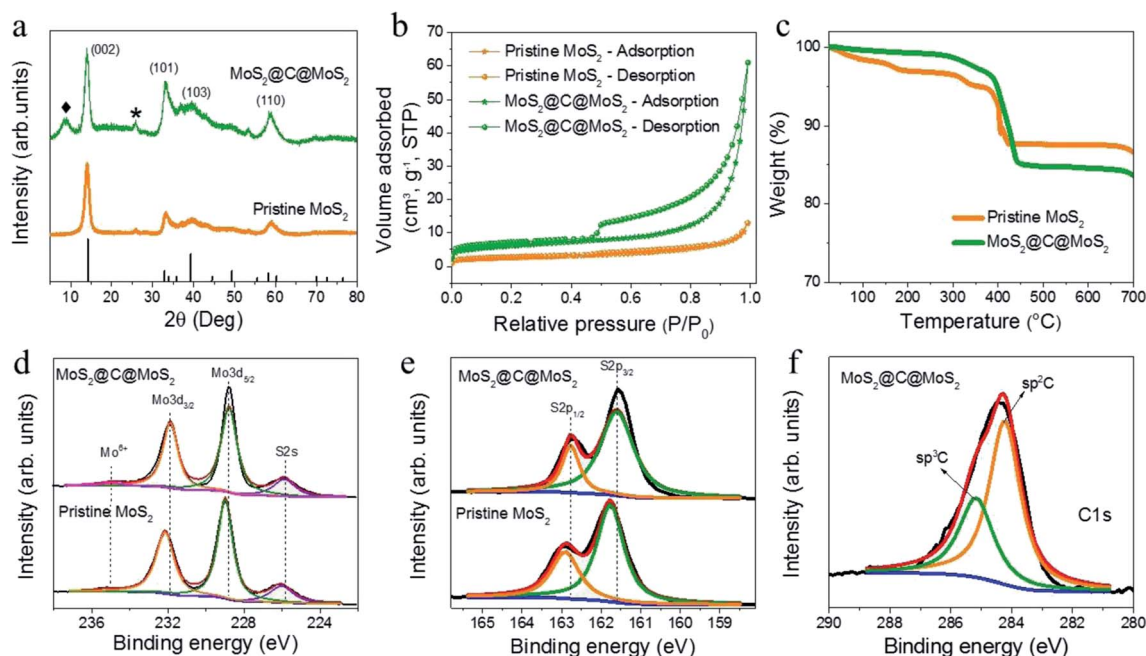 a
(002)
MoS₂@C@MoS₂
(101)
(103)
(110)
♦
*
Pristine MoS₂
Intensity (arb.units)
10 20 30 40 50 60 70 80
2θ (Deg)
b
70
60
50
40
30
20
10
0
Pristine MoS₂ - Adsorption
Pristine MoS₂ - Desorption
MoS₂@C@MoS₂ - Adsorption
MoS₂@C@MoS₂ - Desorption
Volume adsorbed
(cm³, g⁻¹, STP)
0.0 0.2 0.4 0.6 0.8 1.0
Relative pressure (P/P₀)
c
100
90
80
70
Weight (%)
Pristine MoS₂
MoS₂@C@MoS₂
100 200 300 400 500 600 700
Temperature (°C)
d
MoS₂@C@MoS₂
Mo3d₅/₂
Mo3d₃/₂
Mo⁶⁺
S2s
Pristine MoS₂
Intensity (arb. units)
236 232 228 224
Binding energy (eV)
e
MoS₂@C@MoS₂
S2p₃/₂
S2p₁/₂
Pristine MoS₂
Intensity (arb. units)
165 164 163 162 161 160 159
Binding energy (eV)
f
MoS₂@C@MoS₂
sp²C
sp³C
C1s
Intensity (arb. units)
290 288 286 284 282 280
Binding energy (eV)